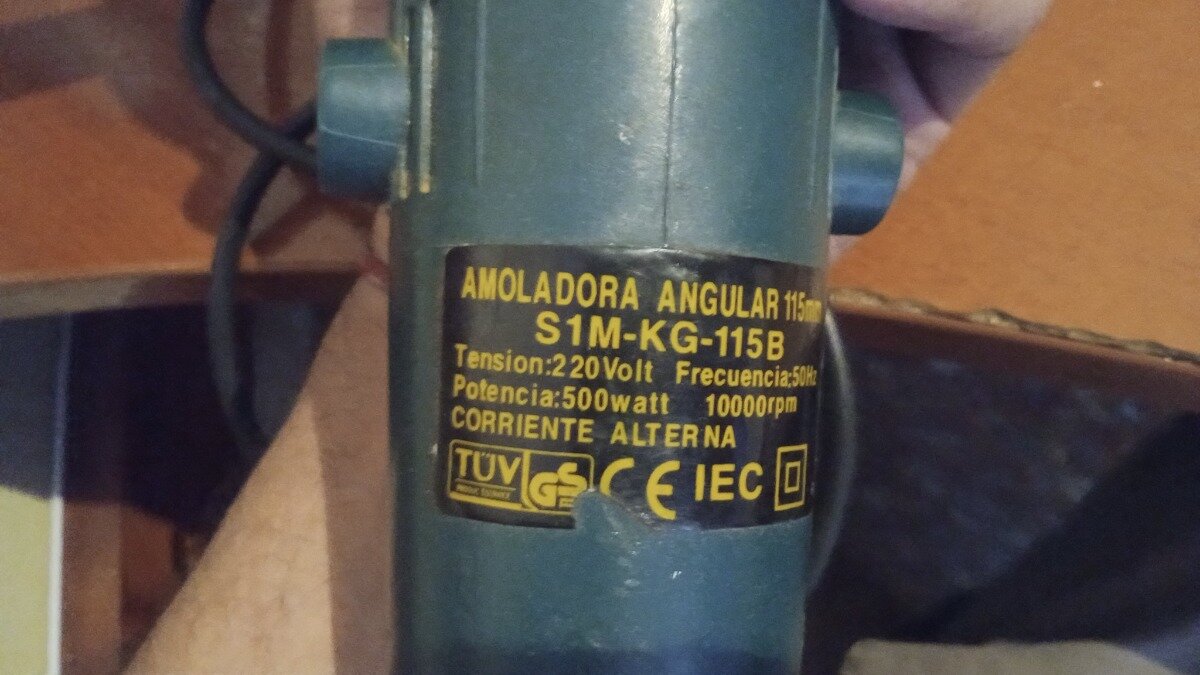 AMOLADORA ANGULAR 115mm
S1M-KG-115B
Tension:220Volt Frecuencia:50Hz
Potencia:500watt 10000rpm
CORRIENTE ALTERNA
TÜV GS CE IEC